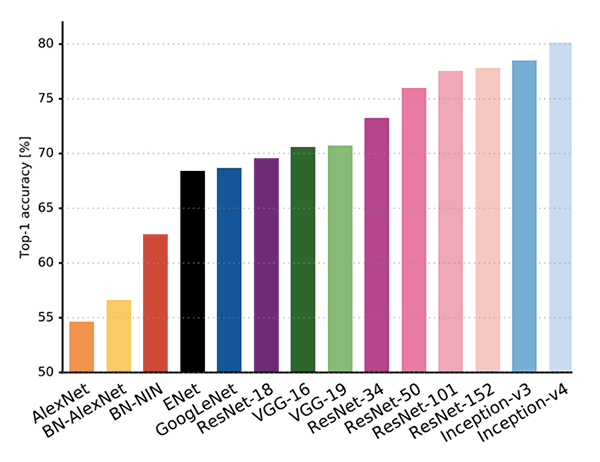 80
75
70
65
60
55
50
Top-1 accuracy [%]
AlexNet
BN-AlexNet
BN-NIN
ENet
GoogLeNet
ResNet-18
VGG-16
VGG-19
ResNet-34
ResNet-50
ResNet-101
ResNet-152
Inception-v3
Inception-v4